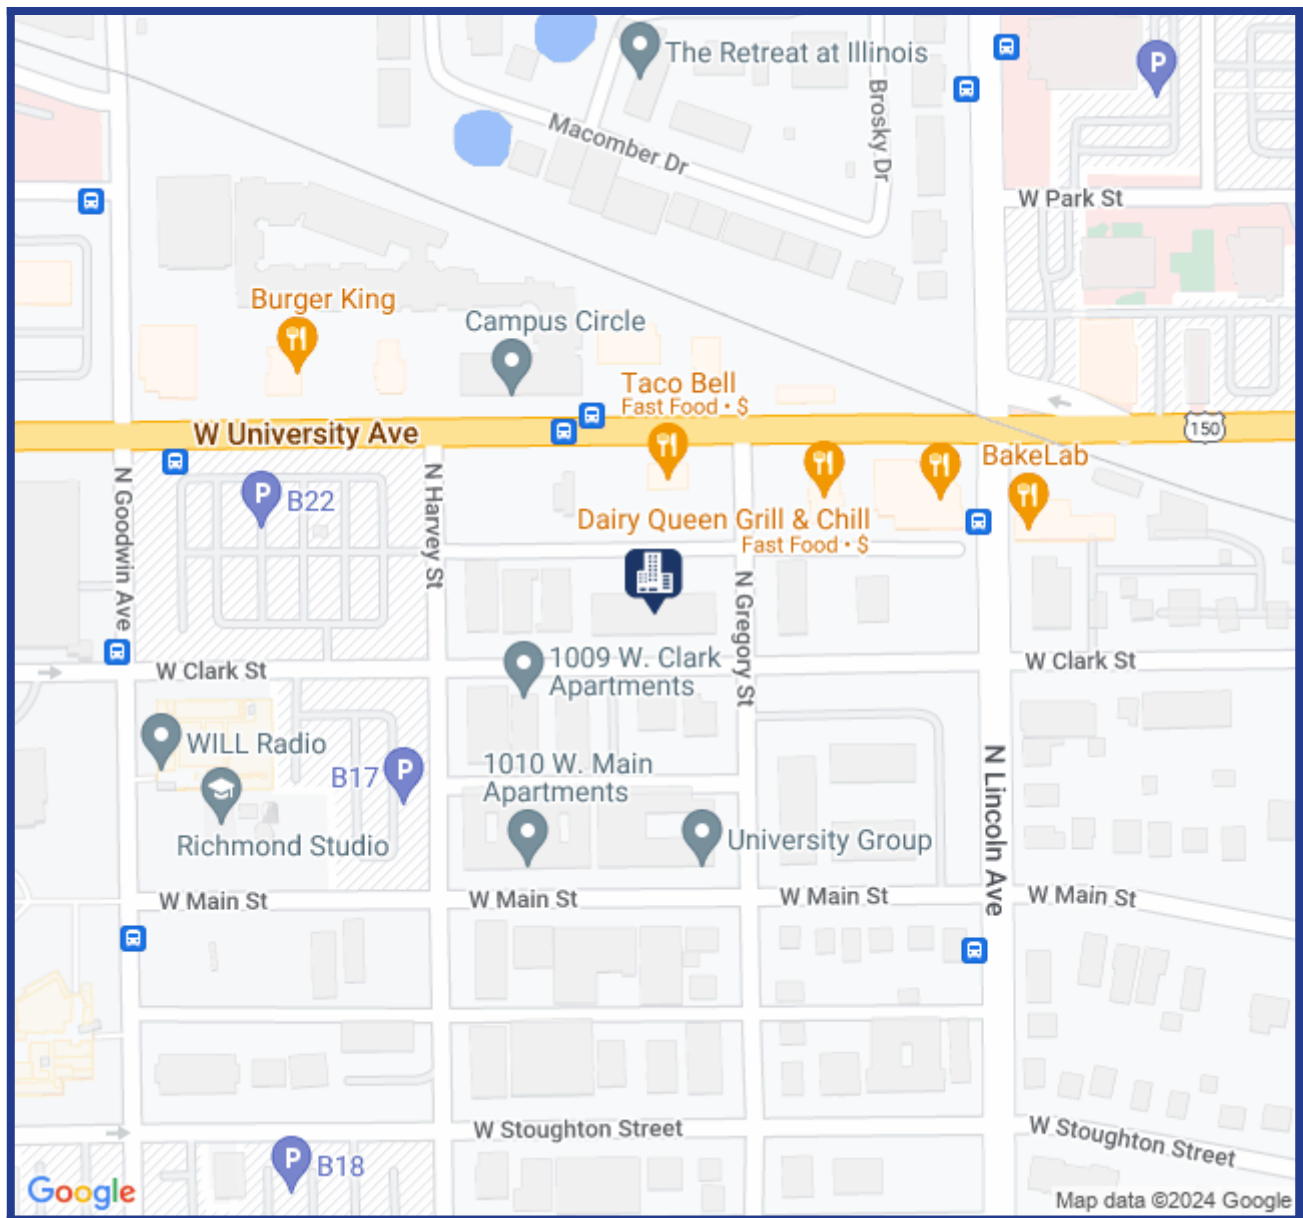 The Retreat at Illinois
P
Macomber Dr
Brosky Dr
W Park St
Burger King
Campus Circle
Taco Bell
Fast Food • $
W University Ave
150
BakeLab
P B22
N Goodwin Ave
N Harvey St
Dairy Queen Grill & Chill
Fast Food • $
N Gregory St
W Clark St
1009 W. Clark
Apartments
W Clark St
WILL Radio
B17 P
1010 W. Main
Apartments
N Lincoln Ave
Richmond Studio
University Group
W Main St
W Main St
W Main St
W Main St
W Stoughton Street
W Stoughton Street
P B18
Google
Map data ©2024 Google